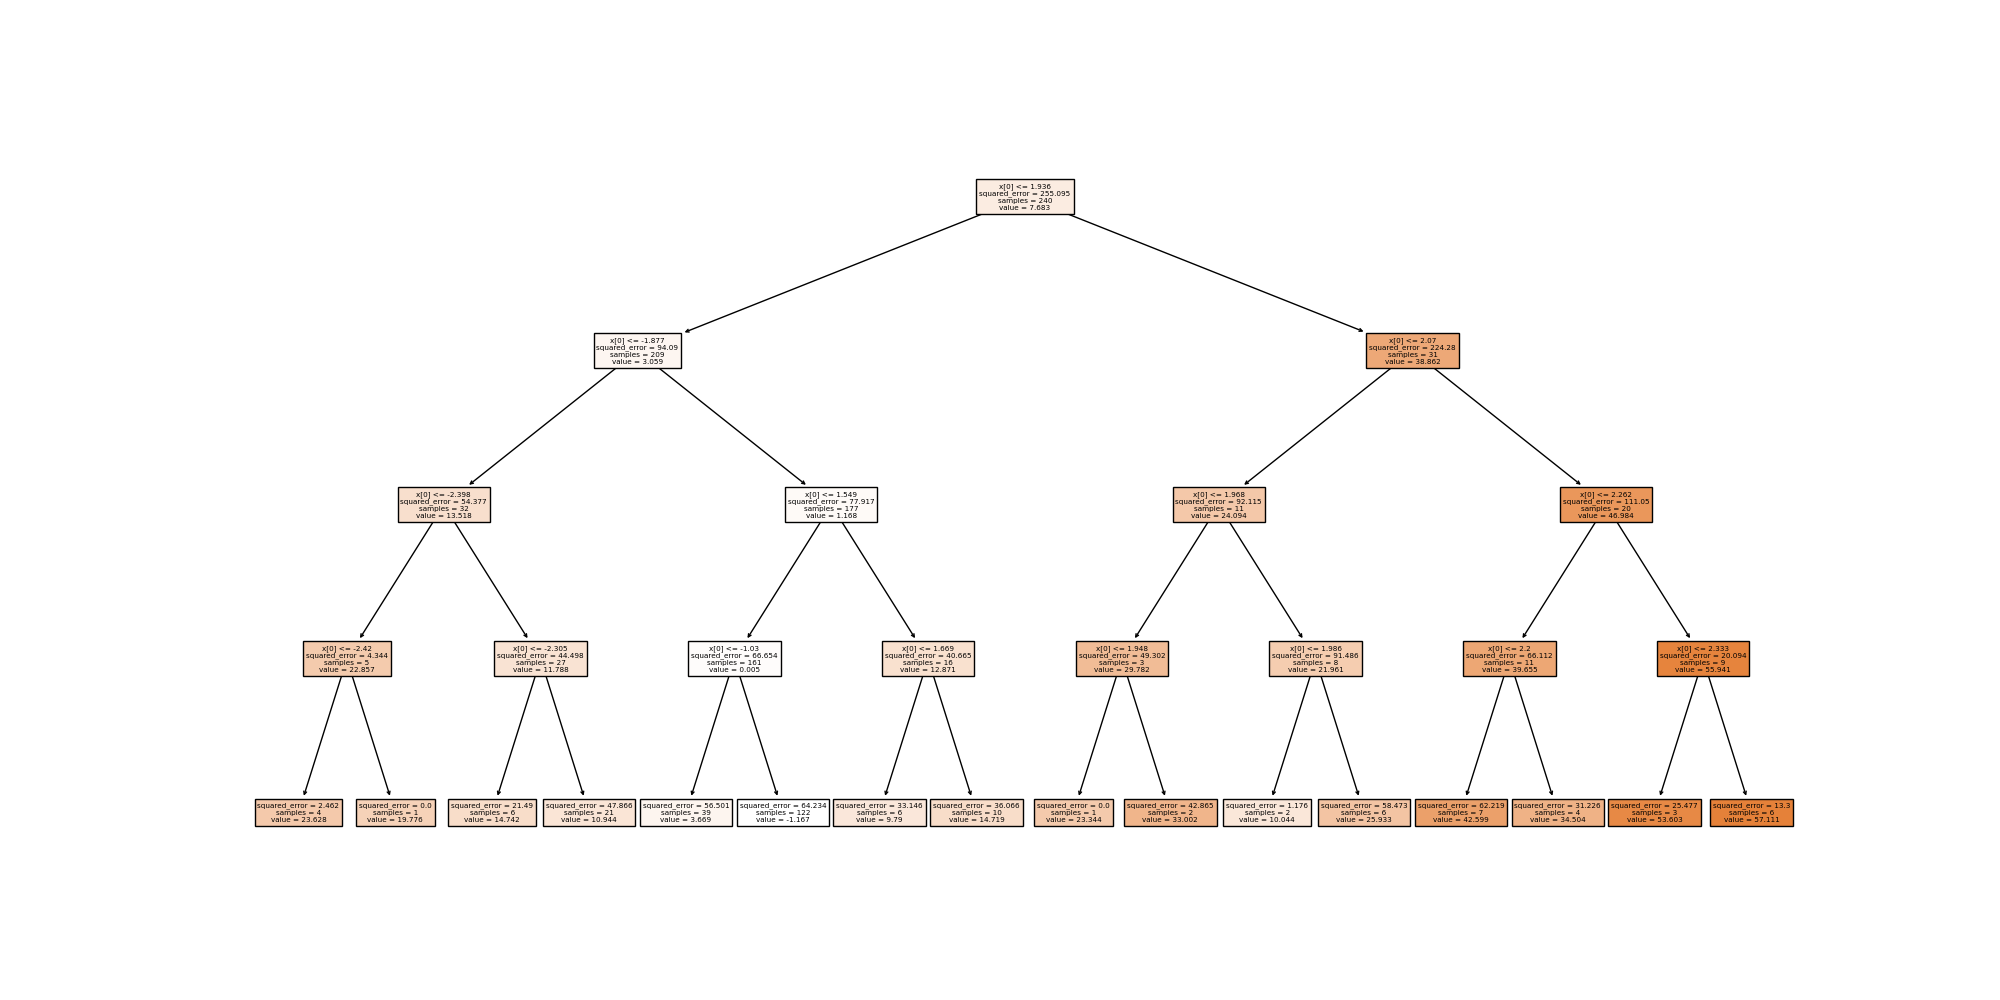 x[0] <= 1.936
squared_error = 255.095
samples = 240
value = 7.683
x[0] <= -1.877
squared_error = 94.09
samples = 209
value = 3.059
x[0] <= 2.07
squared_error = 224.28
samples = 31
value = 38.862
x[0] <= -2.398
squared_error = 54.377
samples = 32
value = 13.518
x[0] <= 1.549
squared_error = 77.917
samples = 177
value = 1.168
x[0] <= 1.968
squared_error = 92.115
samples = 11
value = 24.094
x[0] <= 2.262
squared_error = 111.05
samples = 20
value = 46.984
x[0] <= -2.42
squared_error = 4.344
samples = 5
value = 22.857
x[0] <= -2.305
squared_error = 44.498
samples = 27
value = 11.788
x[0] <= -1.03
squared_error = 66.654
samples = 161
value = 0.005
x[0] <= 1.669
squared_error = 40.665
samples = 16
value = 12.871
x[0] <= 1.948
squared_error = 49.302
samples = 3
value = 29.782
x[0] <= 1.986
squared_error = 91.486
samples = 8
value = 21.961
x[0] <= 2.2
squared_error = 66.112
samples = 11
value = 39.655
x[0] <= 2.333
squared_error = 20.094
samples = 9
value = 55.941
squared_error = 2.462
samples = 4
value = 23.628
squared_error = 0.0
samples = 1
value = 19.776
squared_error = 21.49
samples = 6
value = 14.742
squared_error = 47.866
samples = 21
value = 10.944
squared_error = 56.501
samples = 39
value = 3.669
squared_error = 64.234
samples = 122
value = -1.167
squared_error = 33.146
samples = 6
value = 9.79
squared_error = 36.066
samples = 10
value = 14.719
squared_error = 0.0
samples = 1
value = 23.344
squared_error = 42.865
samples = 2
value = 33.002
squared_error = 1.176
samples = 2
value = 10.044
squared_error = 58.473
samples = 6
value = 25.933
squared_error = 62.219
samples = 7
value = 42.599
squared_error = 31.226
samples = 4
value = 34.504
squared_error = 25.477
samples = 3
value = 53.603
squared_error = 13.3
samples = 6
value = 57.111